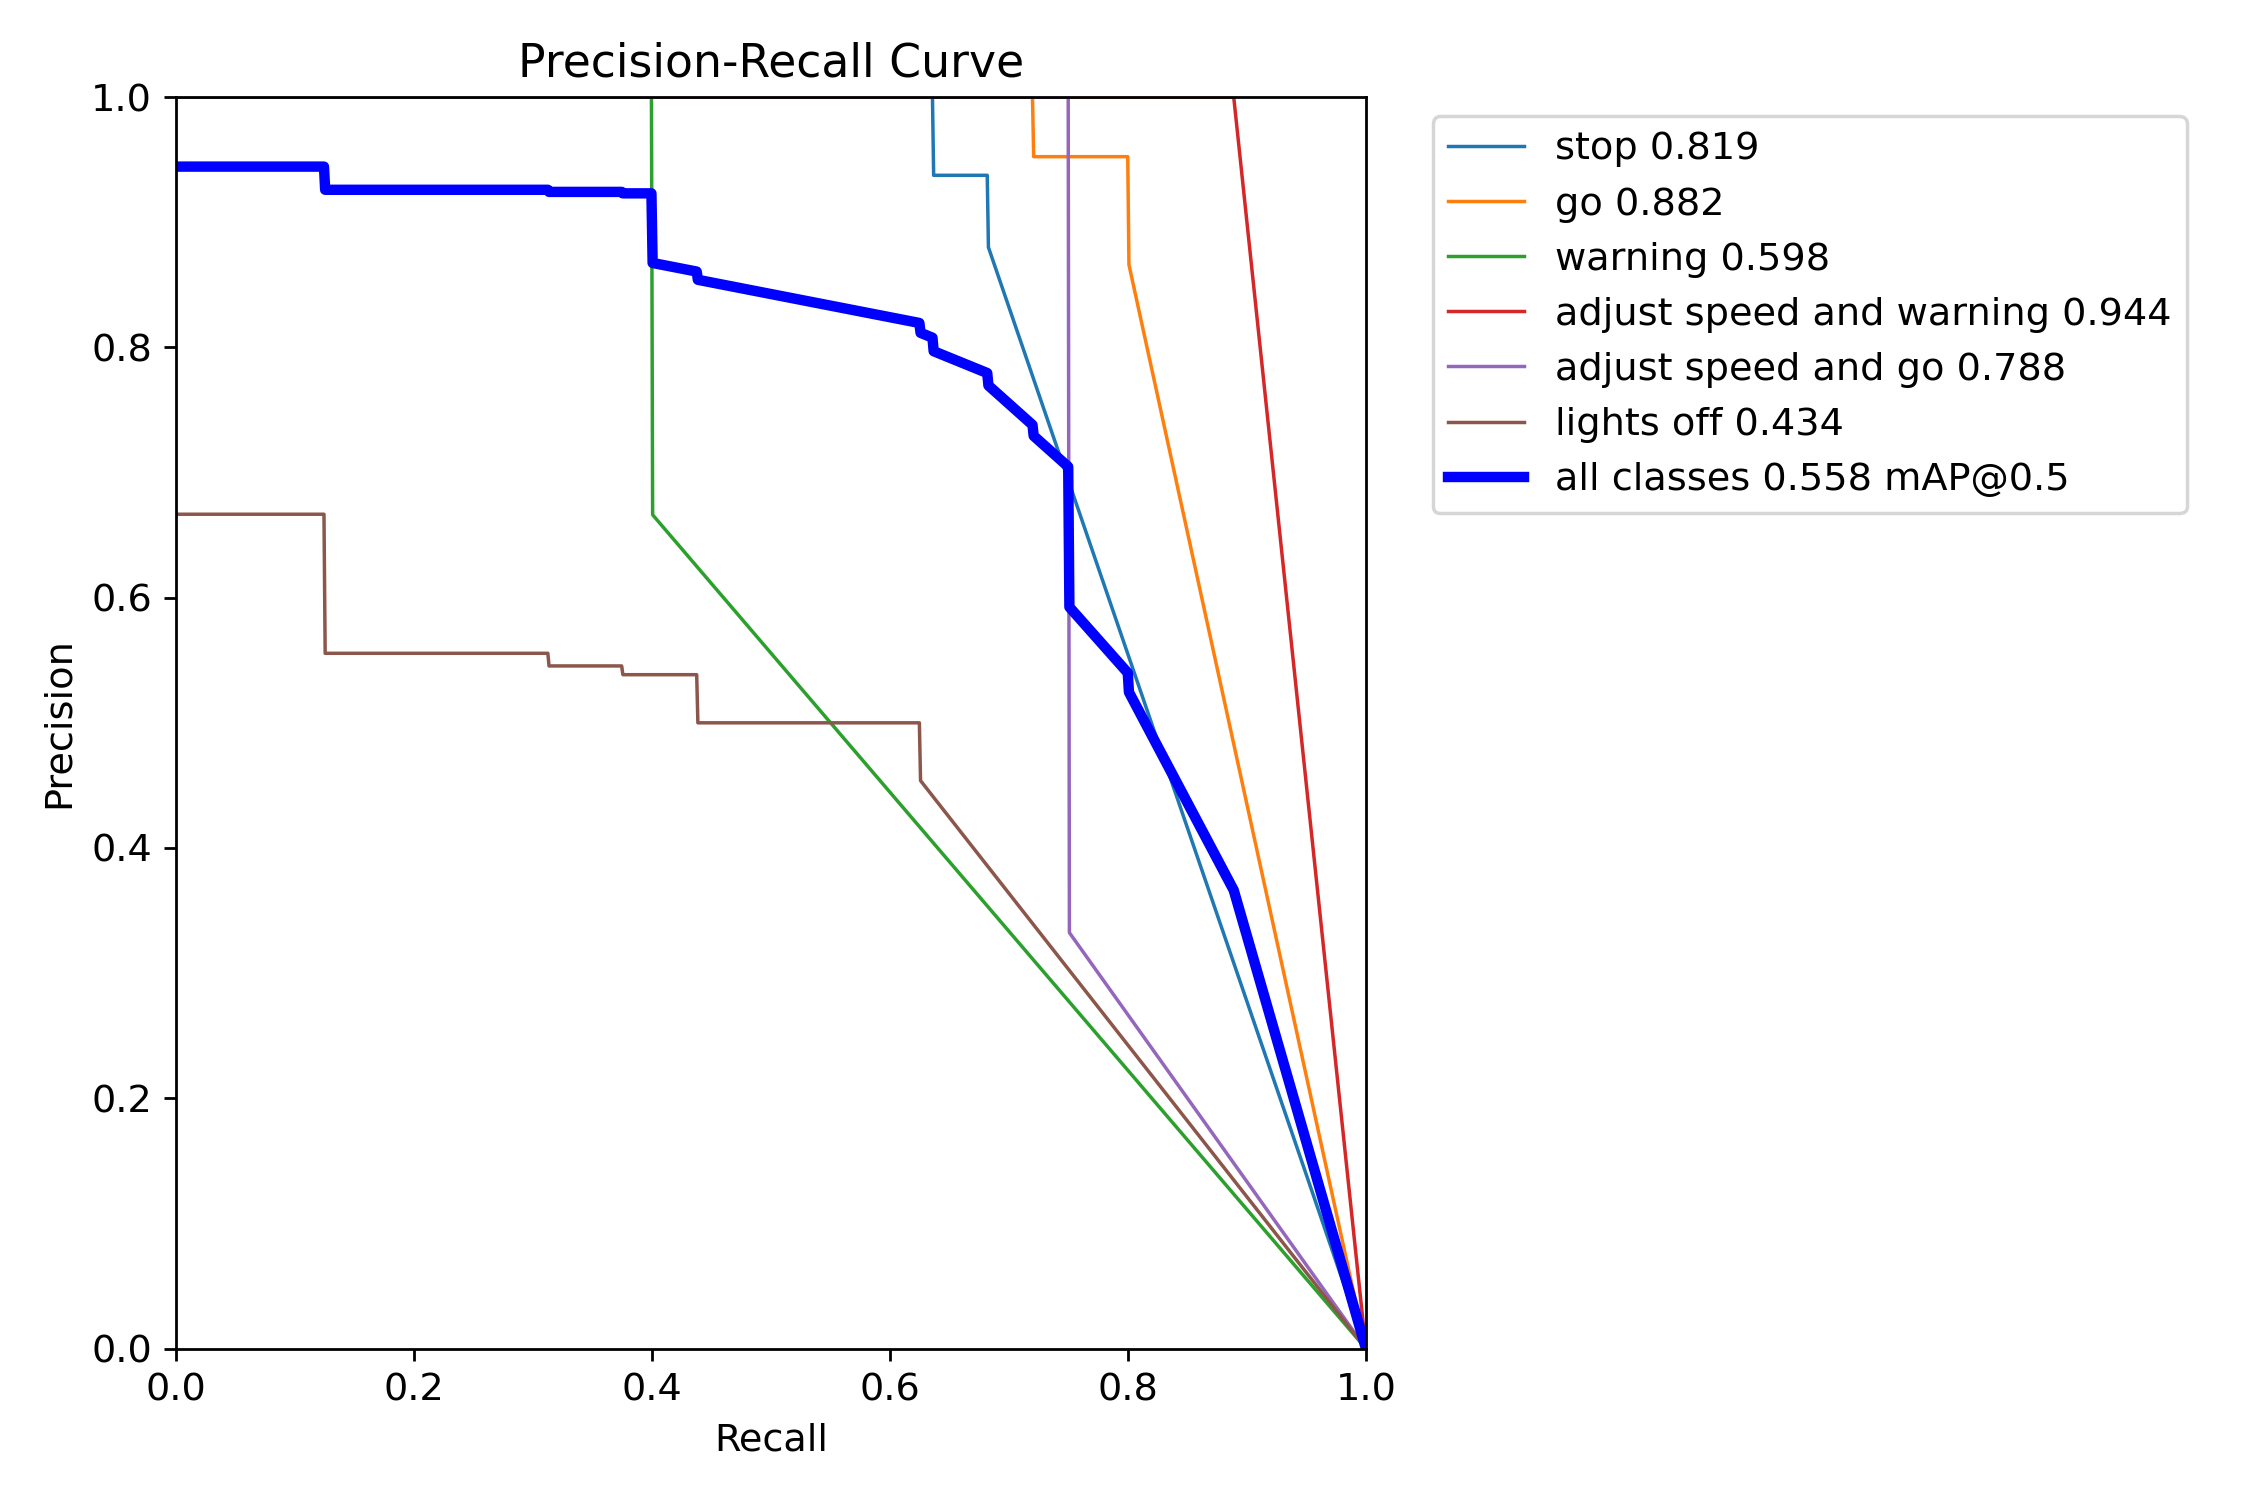 Precision-Recall Curve
1.0
0.8
0.6
0.4
0.2
0.0
Precision
0.0 0.2 0.4 0.6 0.8 1.0
Recall
stop 0.819
go 0.882
warning 0.598
adjust speed and warning 0.944
adjust speed and go 0.788
lights off 0.434
all classes 0.558 mAP@0.5